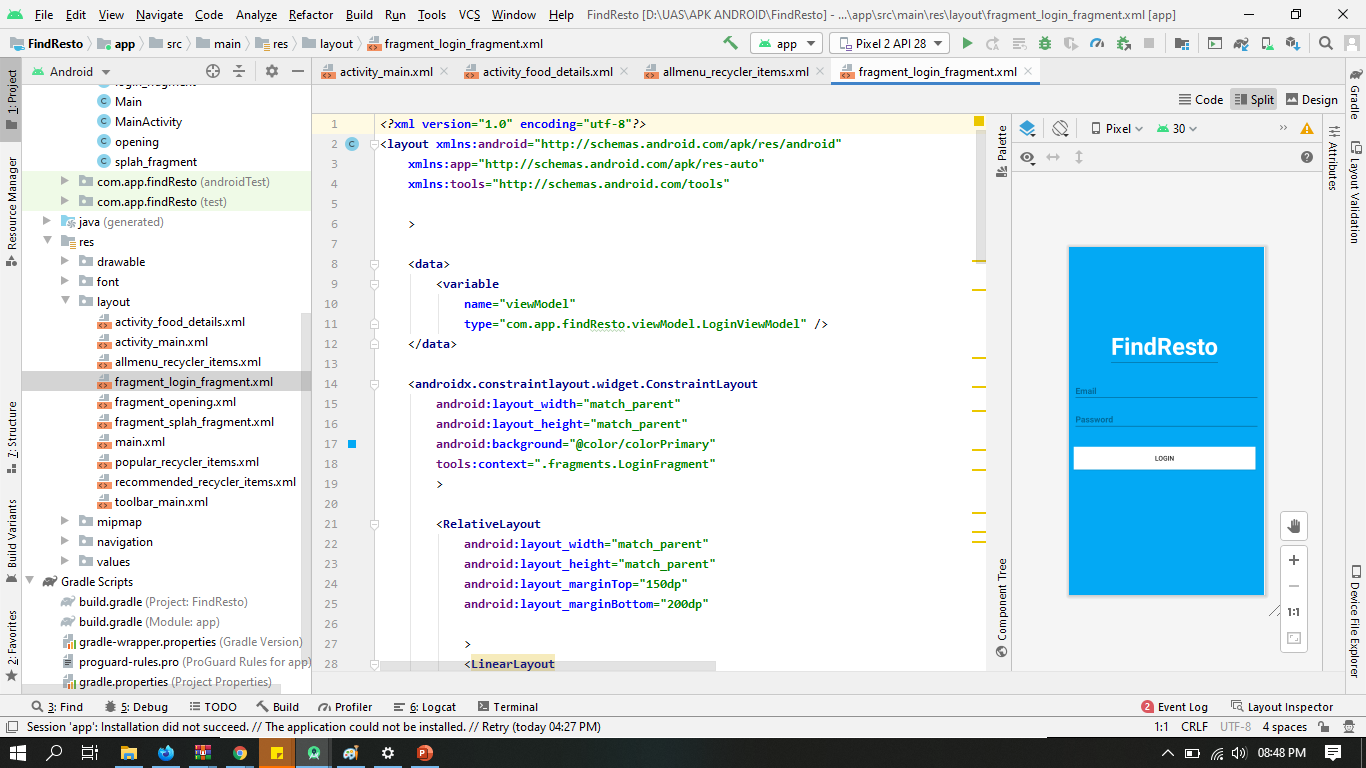 File Edit View Navigate Code Analyze Refactor Build Run Tools VCS Window Help FindResto [D:\UAS\APK ANDROID\FindResto] - ...\app\src\main\res\layout\fragment_login_fragment.xml [app]
FindResto app src main res layout fragment_login_fragment.xml app Pixel 2 API 28
Android activity_main.xml activity_food_details.xml allmenu_recycler_items.xml fragment_login_fragment.xml
Code Split Design
1: Project
Resource Manager
7: Structure
Build Variants
2: Favorites
Main
MainActivity
opening
splah_fragment
com.app.findResto (androidTest)
com.app.findResto (test)
java (generated)
res
drawable
font
layout
activity_food_details.xml
activity_main.xml
allmenu_recycler_items.xml
fragment_login_fragment.xml
fragment_opening.xml
fragment_splah_fragment.xml
main.xml
popular_recycler_items.xml
recommended_recycler_items.xml
toolbar_main.xml
mipmap
navigation
values
Gradle Scripts
build.gradle (Project: FindResto)
build.gradle (Module: app)
gradle-wrapper.properties (Gradle Version)
proguard-rules.pro (ProGuard Rules for app)
gradle.properties (Project Properties)
1 <?xml version="1.0" encoding="utf-8"?>
2 <layout xmlns:android="http://schemas.android.com/apk/res/android"
3 xmlns:app="http://schemas.android.com/apk/res-auto"
4 xmlns:tools="http://schemas.android.com/tools"
5
6 >
7
8 <data>
9 <variable
10 name="viewModel"
11 type="com.app.findResto.viewModel.LoginViewModel" />
12 </data>
13
14 <androidx.constraintlayout.widget.ConstraintLayout
15 android:layout_width="match_parent"
16 android:layout_height="match_parent"
17 android:background="@color/colorPrimary"
18 tools:context=".fragments.LoginFragment"
19 >
20
21 <RelativeLayout
22 android:layout_width="match_parent"
23 android:layout_height="match_parent"
24 android:layout_marginTop="150dp"
25 android:layout_marginBottom="200dp"
26
27 >
28 <LinearLayout
Palette
Component Tree
Pixel 30
FindResto
Email
Password
LOGIN
1:1
Gradle
Attributes
Layout Validation
Device File Explorer
3: Find 5: Debug TODO Build Profiler 6: Logcat Terminal 2 Event Log Layout Inspector
Session 'app': Installation did not succeed. // The application could not be installed. // Retry (today 04:27 PM) 1:1 CRLF UTF-8 4 spaces
08:48 PM